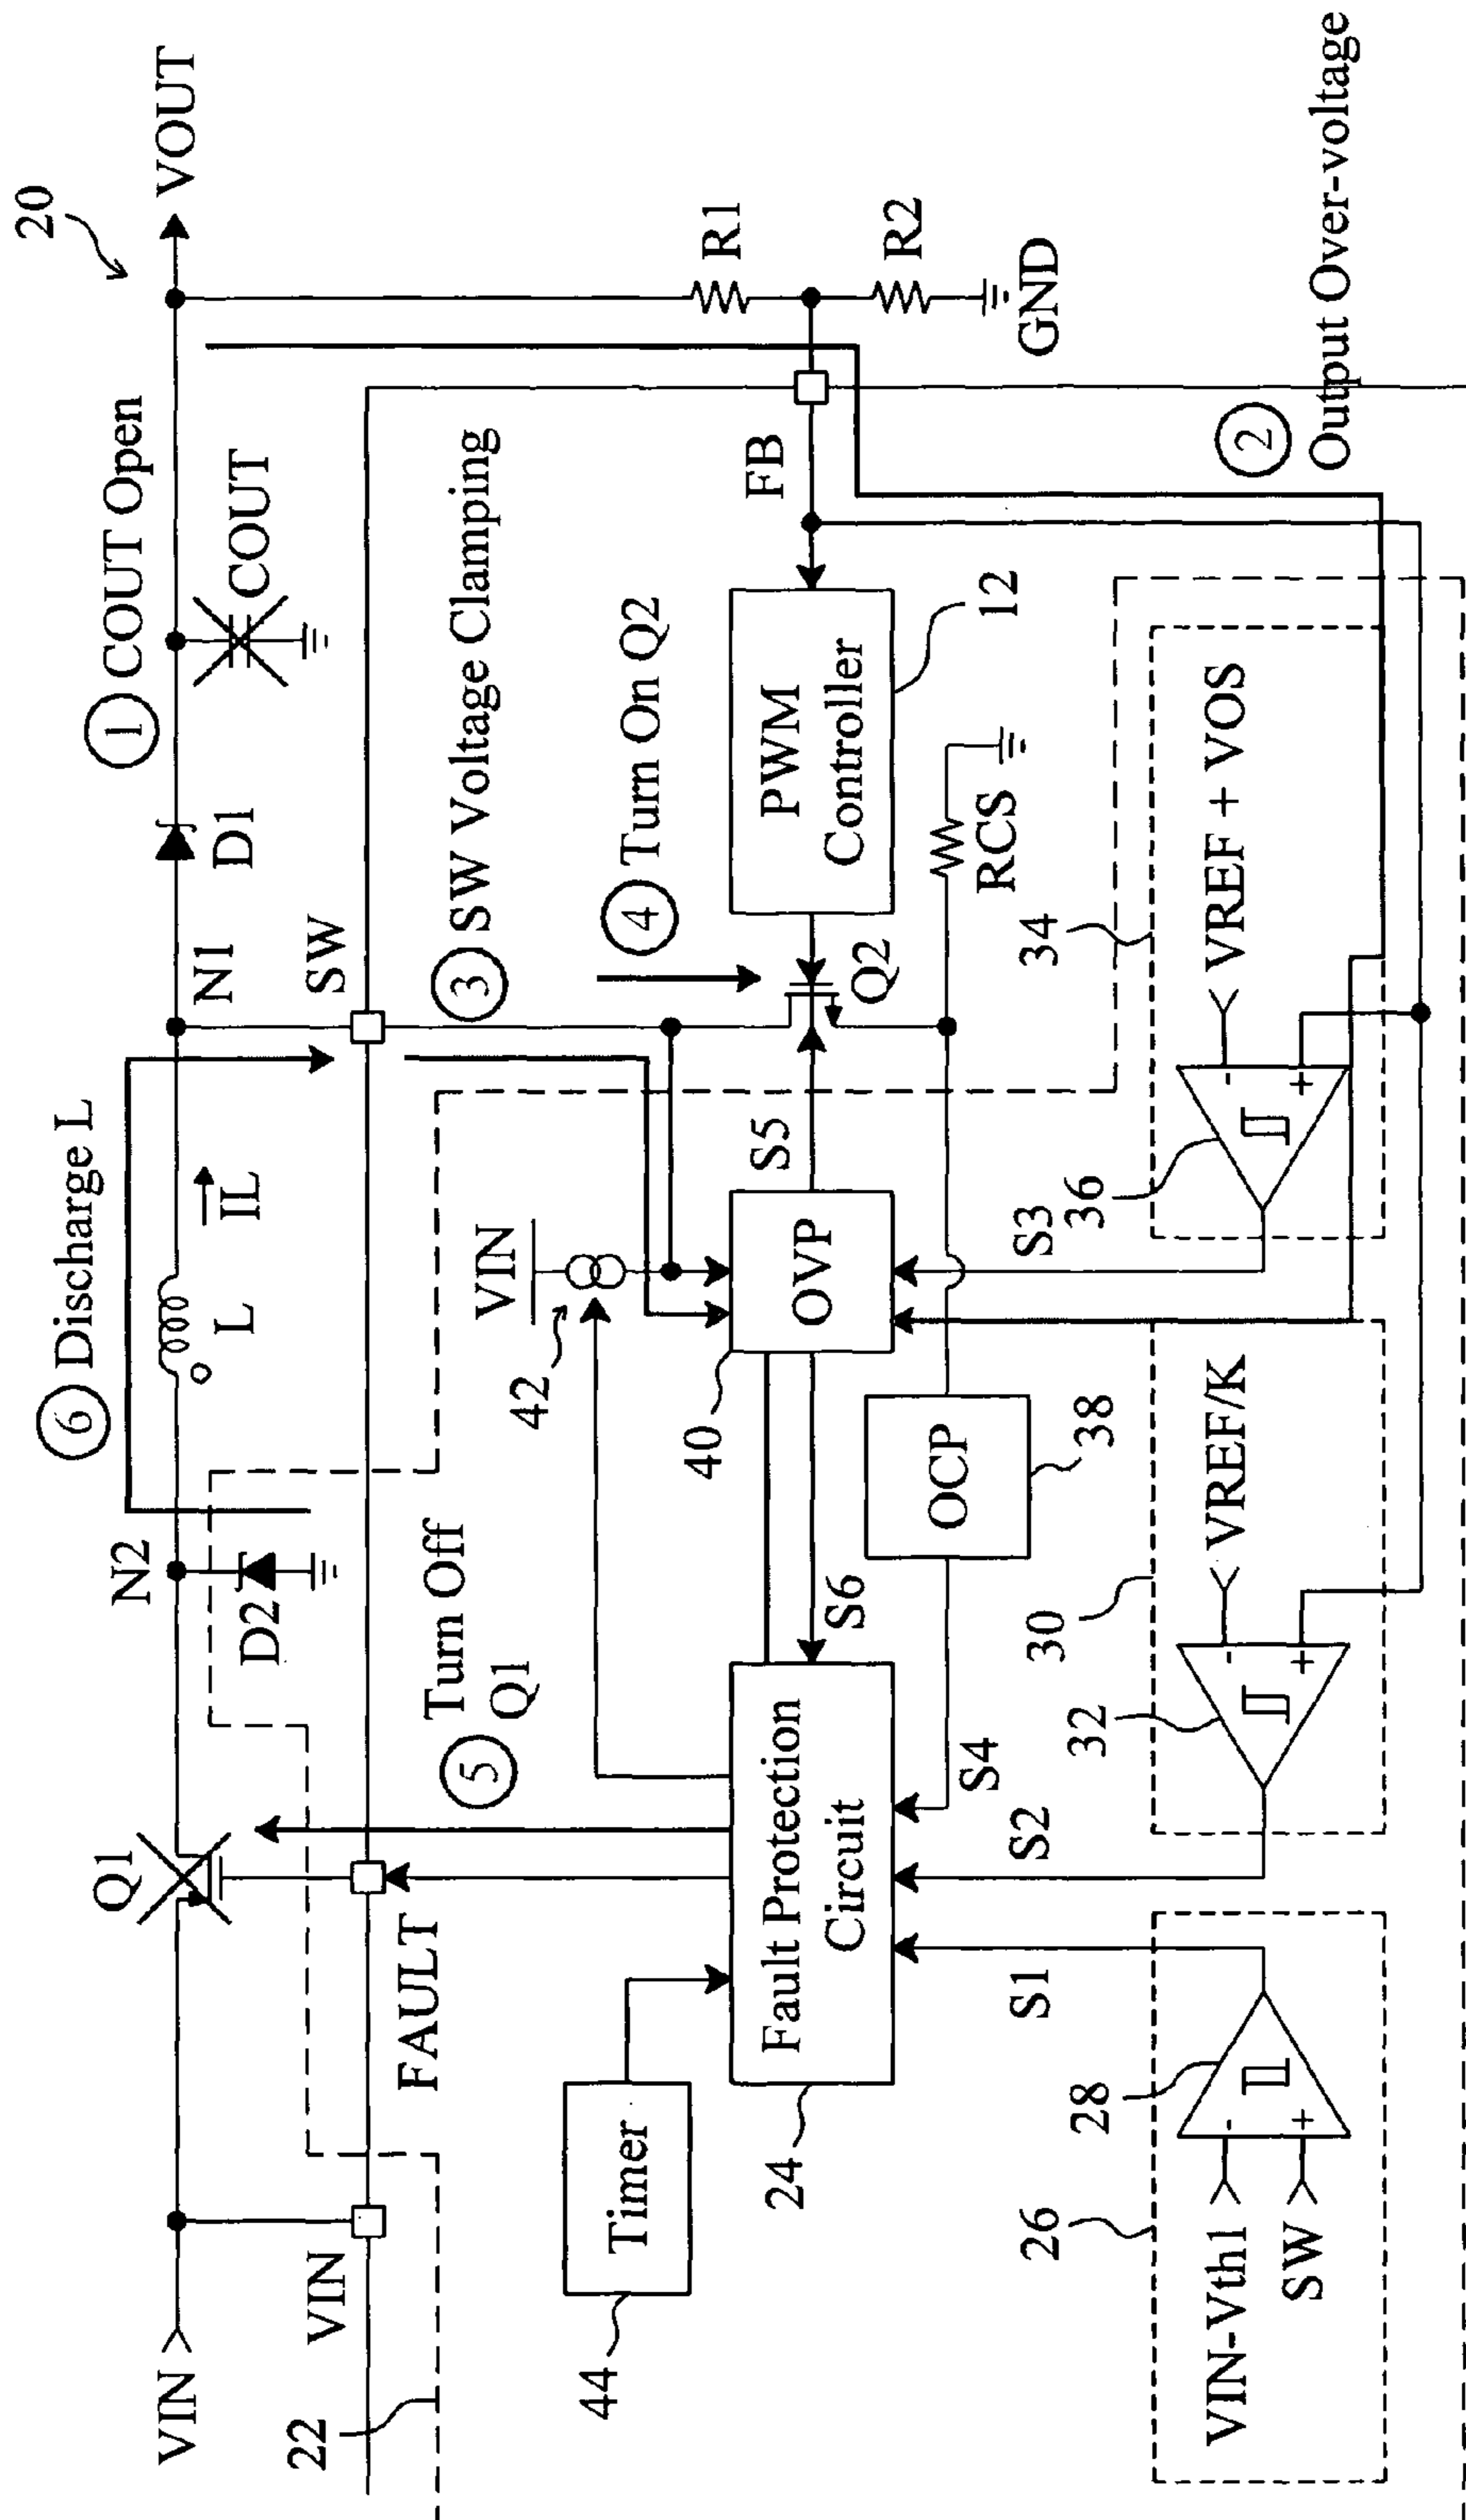 20
① COUT Open
⑥ Discharge L
VIN
Q1
N2
L
IL
N1
D1
COUT
VOUT
D2
22
VIN
FAULT
⑤ Turn Off
Q1
SW
③ SW Voltage Clamping
④ Turn On Q2
42
VIN
44
Timer
24
Fault Protection
Circuit
S6
40
OVP
S5
Q2
PWM
Controller
12
FB
R1
R2
GND
OCP
38
RCS
S4
S1
S2
S3
26
28
VIN-Vth1
SW
-
+
30
32
VREF/K
-
+
34
36
VREF + VOS
-
+
②
Output Over-voltage